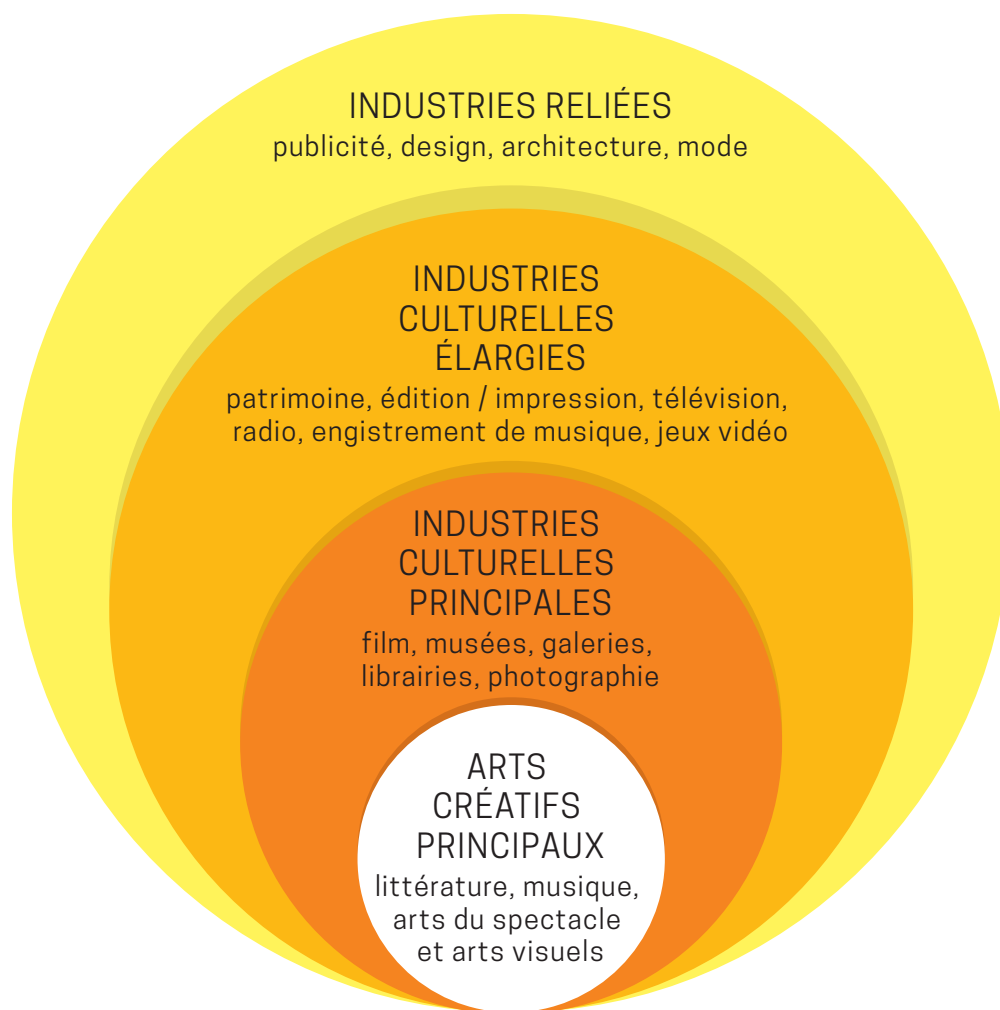 INDUSTRIES RELIÉES
publicité, design, architecture, mode
INDUSTRIES
CULTURELLES
ÉLARGIES
patrimoine, édition / impression, télévision,
radio, engistrement de musique, jeux vidéo
INDUSTRIES
CULTURELLES
PRINCIPALES
film, musées, galeries,
librairies, photographie
ARTS
CRÉATIFS
PRINCIPAUX
littérature, musique,
arts du spectacle
et arts visuels